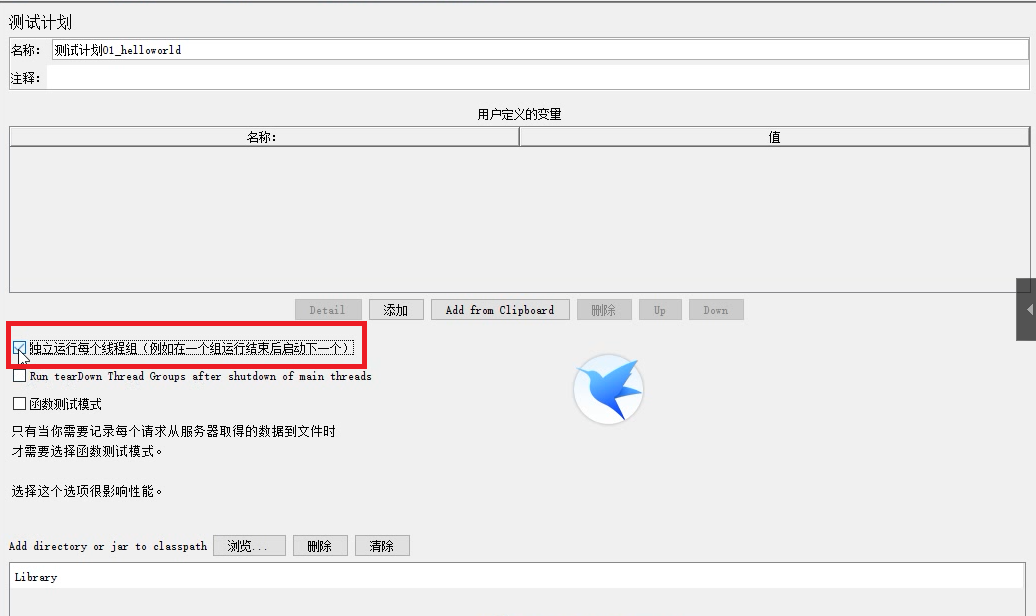 测试计划
名称： 测试计划01_helloworld
注释：
用户定义的变量
名称： 值
Detail 添加 Add from Clipboard 删除 Up Down
独立运行每个线程组（例如在一个组运行结束后启动下一个）
Run tearDown Thread Groups after shutdown of main threads
函数测试模式
只有当你需要记录每个请求从服务器取得的数据到文件时
才需要选择函数测试模式。
选择这个选项很影响性能。
Add directory or jar to classpath 浏览... 删除 清除
Library